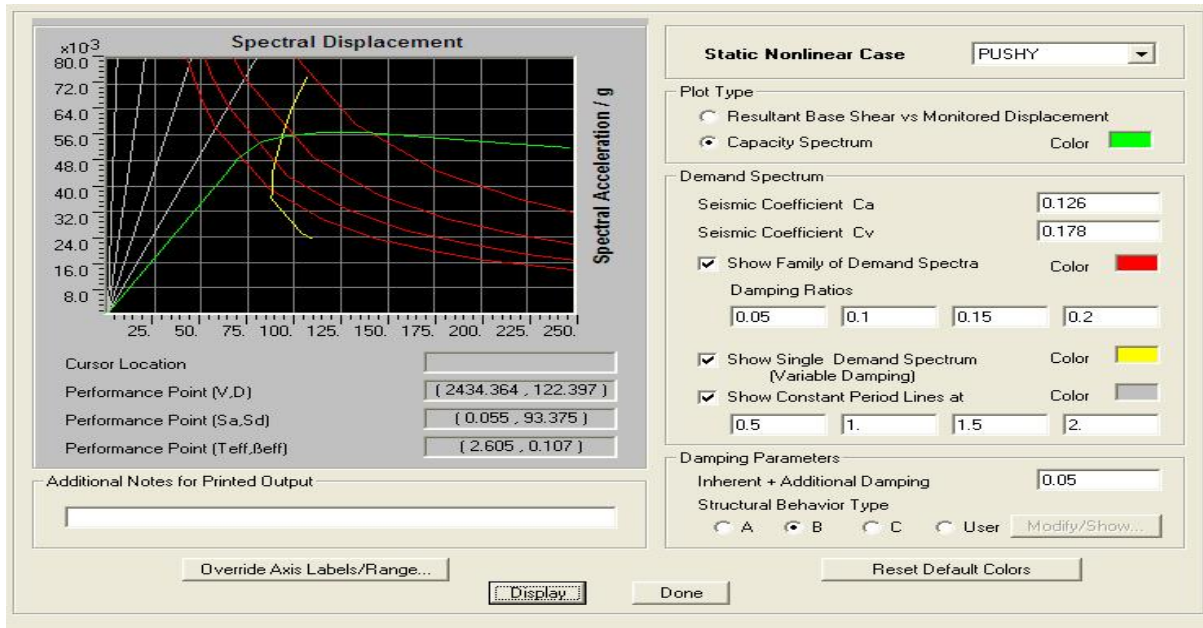 Spectral Displacement
x10-3
80.0
72.0
64.0
56.0
48.0
40.0
32.0
24.0
16.0
8.0
25. 50. 75. 100. 125. 150. 175. 200. 225. 250.
Spectral Acceleration / g
Cursor Location
Performance Point (V,D) ( 2434.364 , 122.397 )
Performance Point (Sa,Sd) ( 0.055 , 93.375 )
Performance Point (Teff,ßeff) ( 2.605 , 0.107 )
Additional Notes for Printed Output
Override Axis Labels/Range...
Static Nonlinear Case PUSHY
Plot Type
Resultant Base Shear vs Monitored Displacement
Capacity Spectrum Color
Demand Spectrum
Seismic Coefficient Ca 0.126
Seismic Coefficient Cv 0.178
Show Family of Demand Spectra Color
Damping Ratios
0.05 0.1 0.15 0.2
Show Single Demand Spectrum Color
(Variable Damping)
Show Constant Period Lines at Color
0.5 1. 1.5 2.
Damping Parameters
Inherent + Additional Damping 0.05
Structural Behavior Type
A B C User Modify/Show...
Reset Default Colors
Display Done